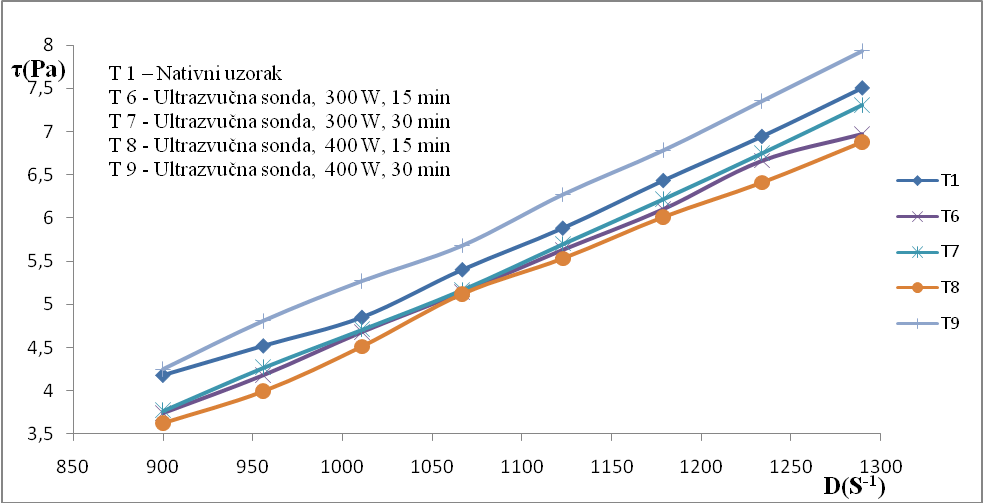 τ(Pa)
8
7,5
7
6,5
6
5,5
5
4,5
4
3,5
T 1 – Nativni uzorak
T 6 - Ultrazvučna sonda, 300 W, 15 min
T 7 - Ultrazvučna sonda, 300 W, 30 min
T 8 - Ultrazvučna sonda, 400 W, 15 min
T 9 - Ultrazvučna sonda, 400 W, 30 min
T1
T6
T7
T8
T9
850 900 950 1000 1050 1100 1150 1200 1250 1300
D(S⁻¹)